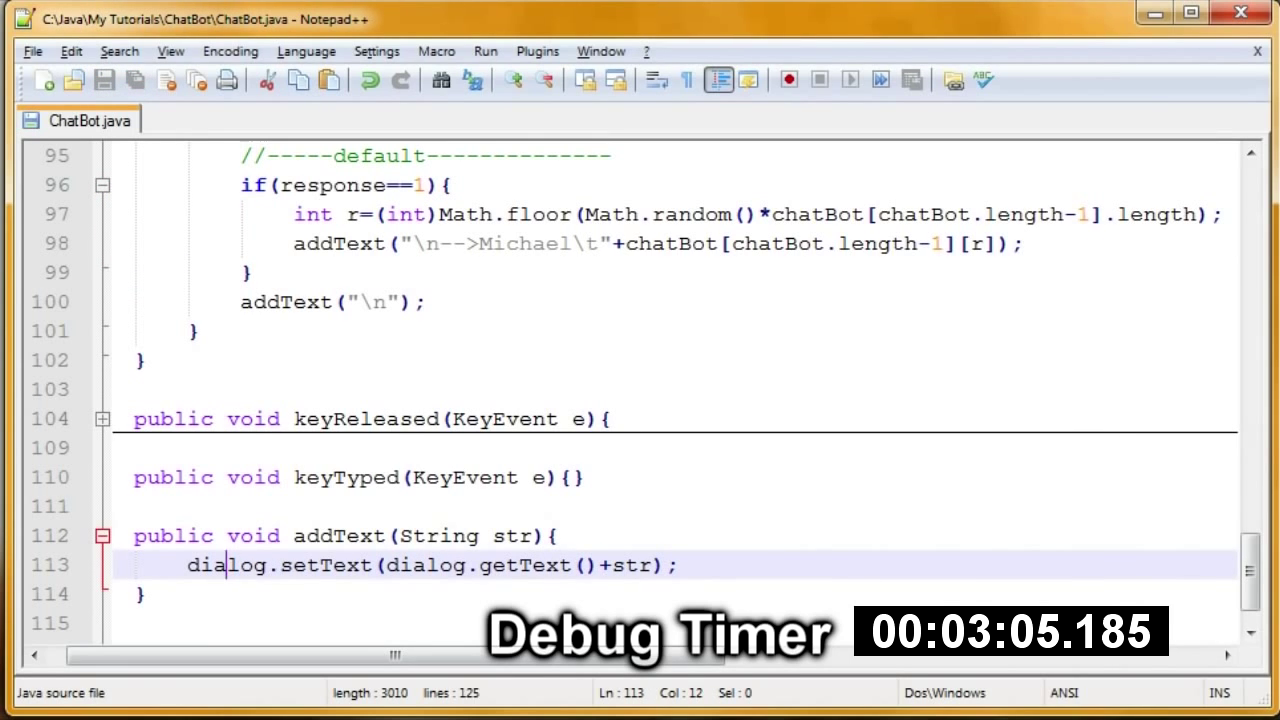 C:\Java\My Tutorials\ChatBot\ChatBot.java - Notepad++
File Edit Search View Encoding Language Settings Macro Run Plugins Window ? X
ChatBot.java
95 //-----default--------------
96 if(response==1){
97 int r=(int)Math.floor(Math.random()*chatBot[chatBot.length-1].length);
98 addText("\n-->Michael\t"+chatBot[chatBot.length-1][r]);
99 }
100 addText("\n");
101 }
102 }
103
104 public void keyReleased(KeyEvent e){
109
110 public void keyTyped(KeyEvent e){}
111
112 public void addText(String str){
113 dialog.setText(dialog.getText()+str);
114 }
115
Debug Timer 00:03:05.185
Java source file length : 3010 lines : 125 Ln : 113 Col : 12 Sel : 0 Dos\Windows ANSI INS